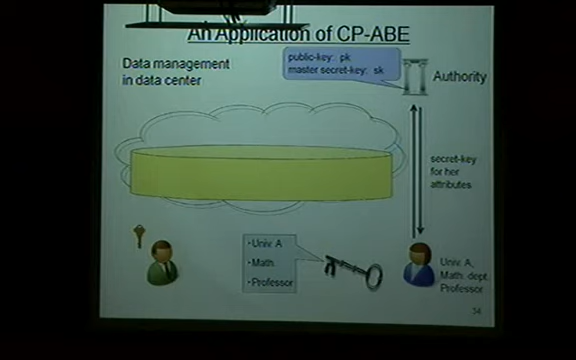 An Application of CP-ABE
Data management
in data center
public-key: pk
master secret-key: sk
Authority
secret-key
for her
attributes
・Univ. A
・Math.
・Professor
Univ. A,
Math. dept,
Professor
34